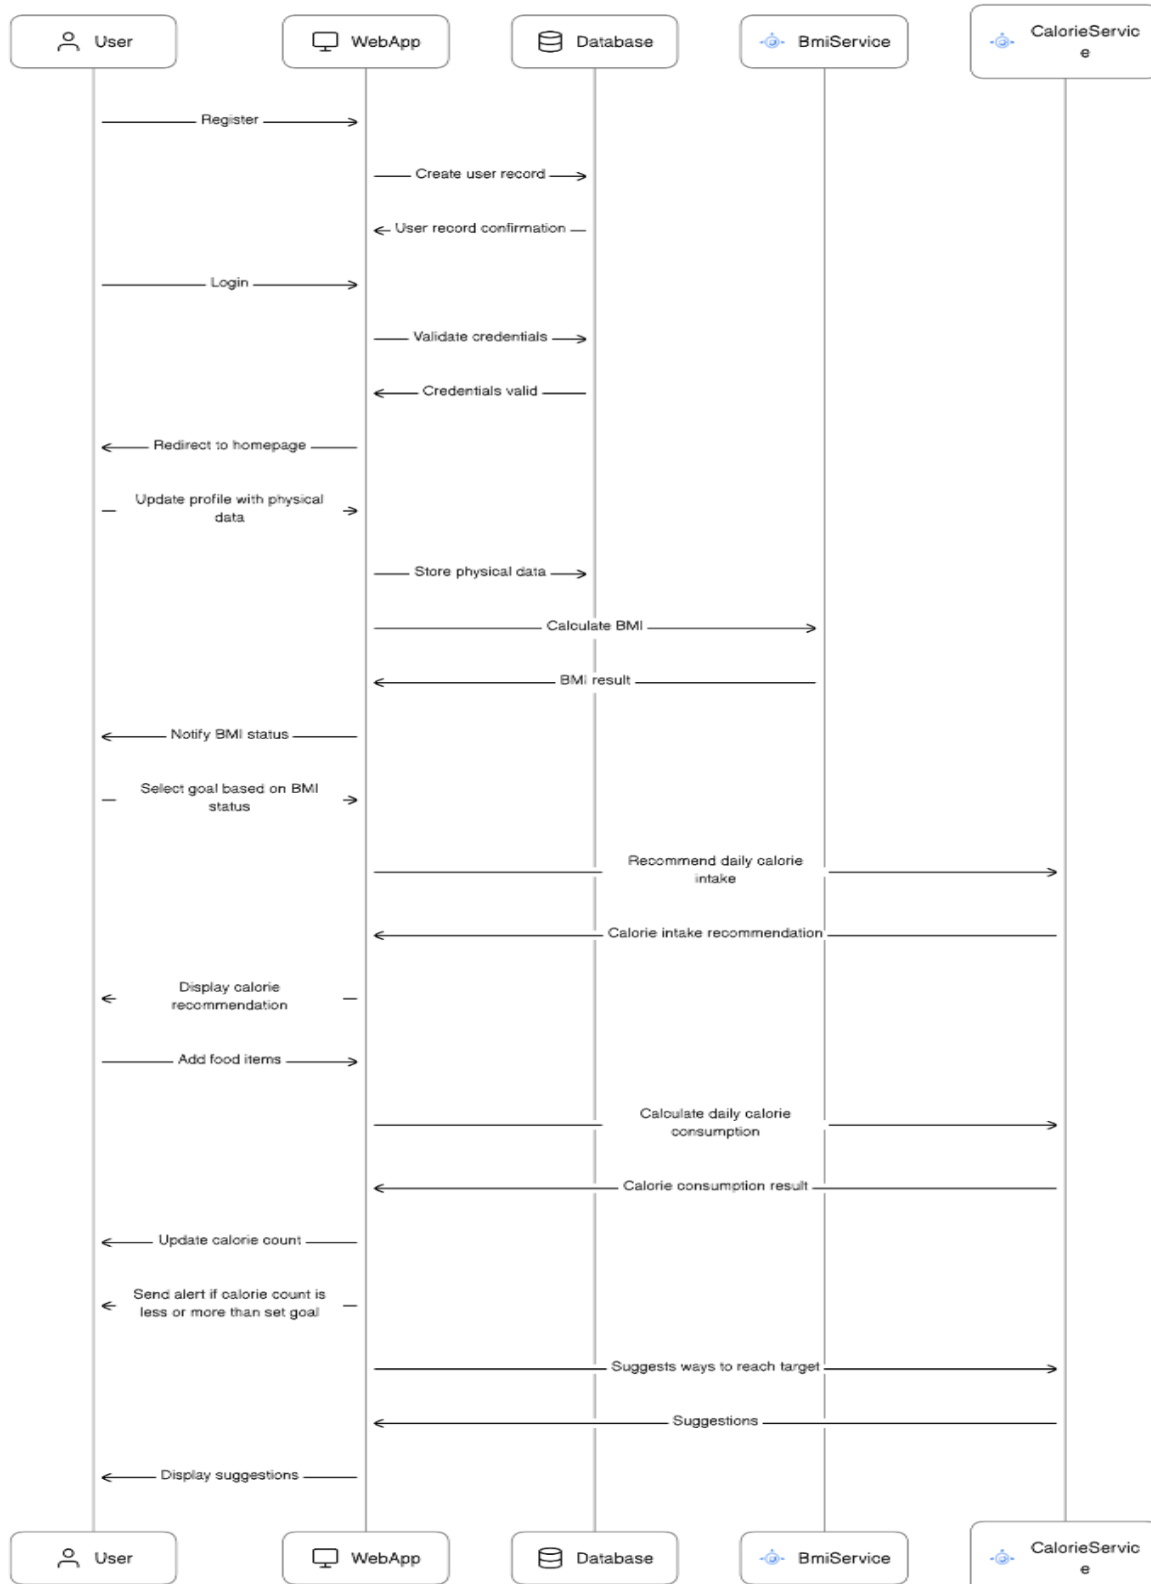 User
WebApp
Database
BmiService
CalorieServic
e
Register
Create user record
User record confirmation
Login
Validate credentials
Credentials valid
Redirect to homepage
Update profile with physical
data
Store physical data
Calculate BMI
BMI result
Notify BMI status
Select goal based on BMI
status
Recommend daily calorie
intake
Calorie intake recommendation
Display calorie
recommendation
Add food items
Calculate daily calorie
consumption
Calorie consumption result
Update calorie count
Send alert if calorie count is
less or more than set goal
Suggests ways to reach target
Suggestions
Display suggestions
User
WebApp
Database
BmiService
CalorieServic
e